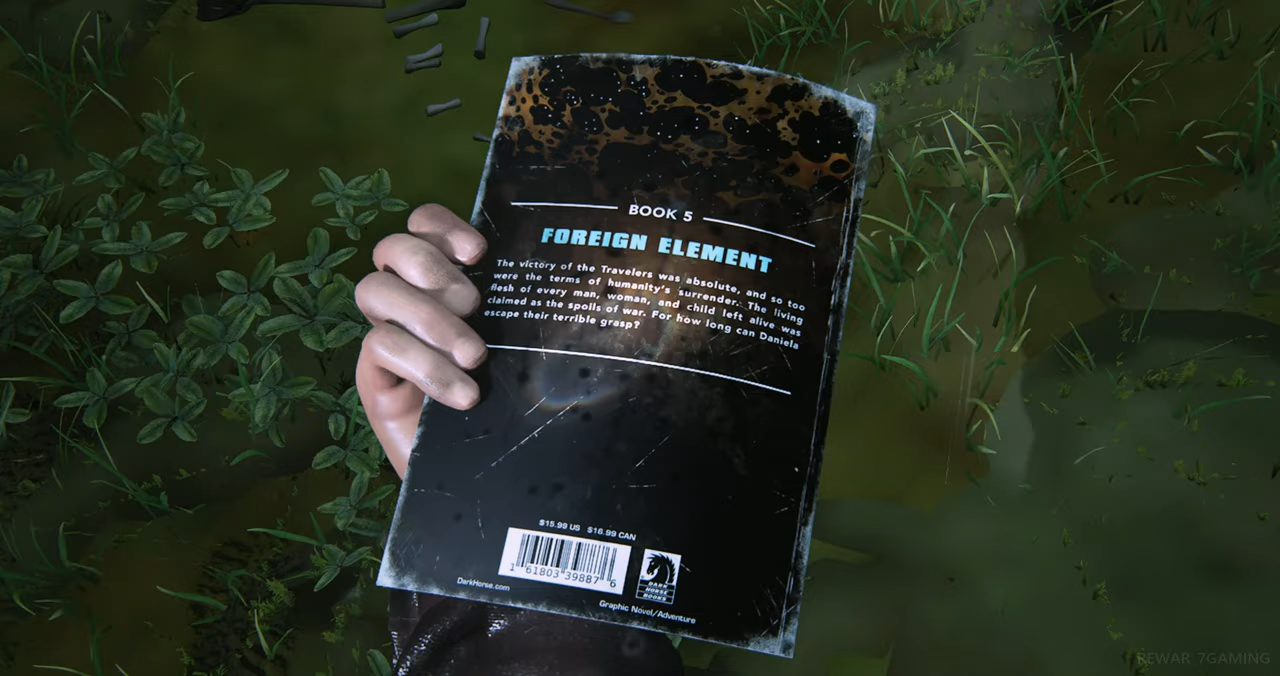 BOOK 5
FOREIGN ELEMENT
The victory of the Travelers was absolute, and so too
were the terms of humanity's surrender: The living
flesh of every man, woman, and child left alive was
claimed as the spoils of war. For how long can Daniela
escape their terrible grasp?
$15.99 US $16.99 CAN
1 61803 39887 6
DARK
HORSE
BOOKS
DarkHorse.com
Graphic Novel/Adventure
REWAR 7GAMING